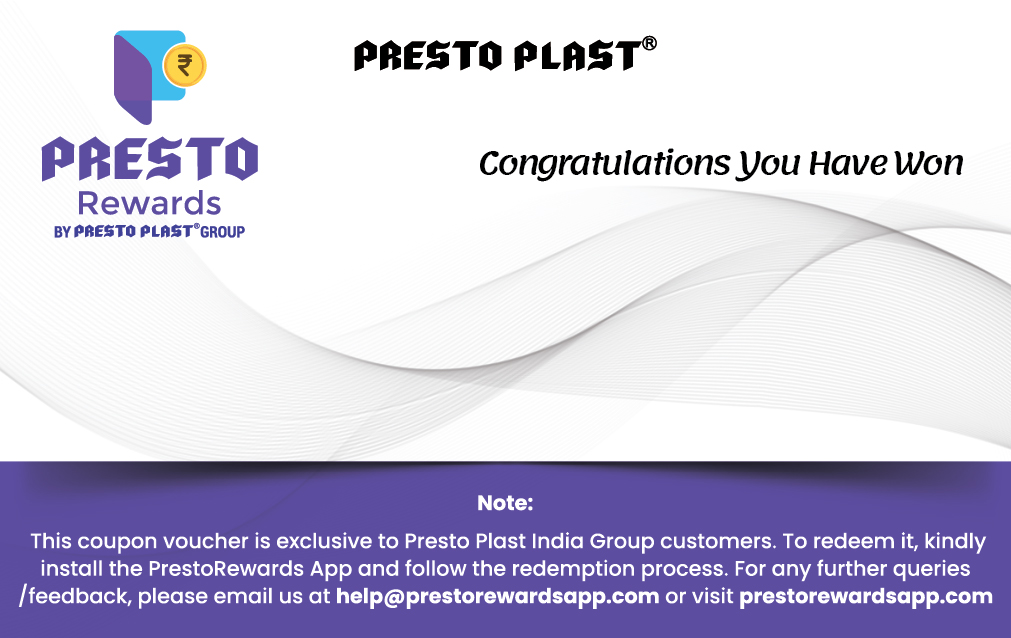 PRESTO PLAST®
₹
PRESTO
Rewards
BY PRESTO PLAST® GROUP
Congratulations You Have Won
Note:
This coupon voucher is exclusive to Presto Plast India Group customers. To redeem it, kindly
install the PrestoRewards App and follow the redemption process. For any further queries
/feedback, please email us at help@prestorewardsapp.com or visit prestorewardsapp.com